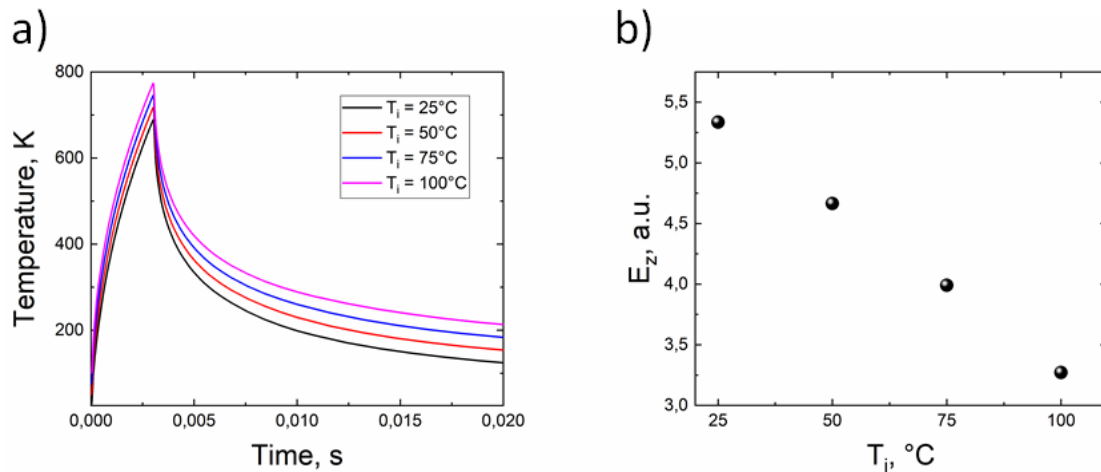 a)
b)
800
600
400
200
0,000
0,005
0,010
0,015
0,020
Temperature, K
Time, s
T_i = 25°C
T_i = 50°C
T_i = 75°C
T_i = 100°C
5,5
5,0
4,5
4,0
3,5
3,0
25
50
75
100
E_z, a.u.
T_i, °C